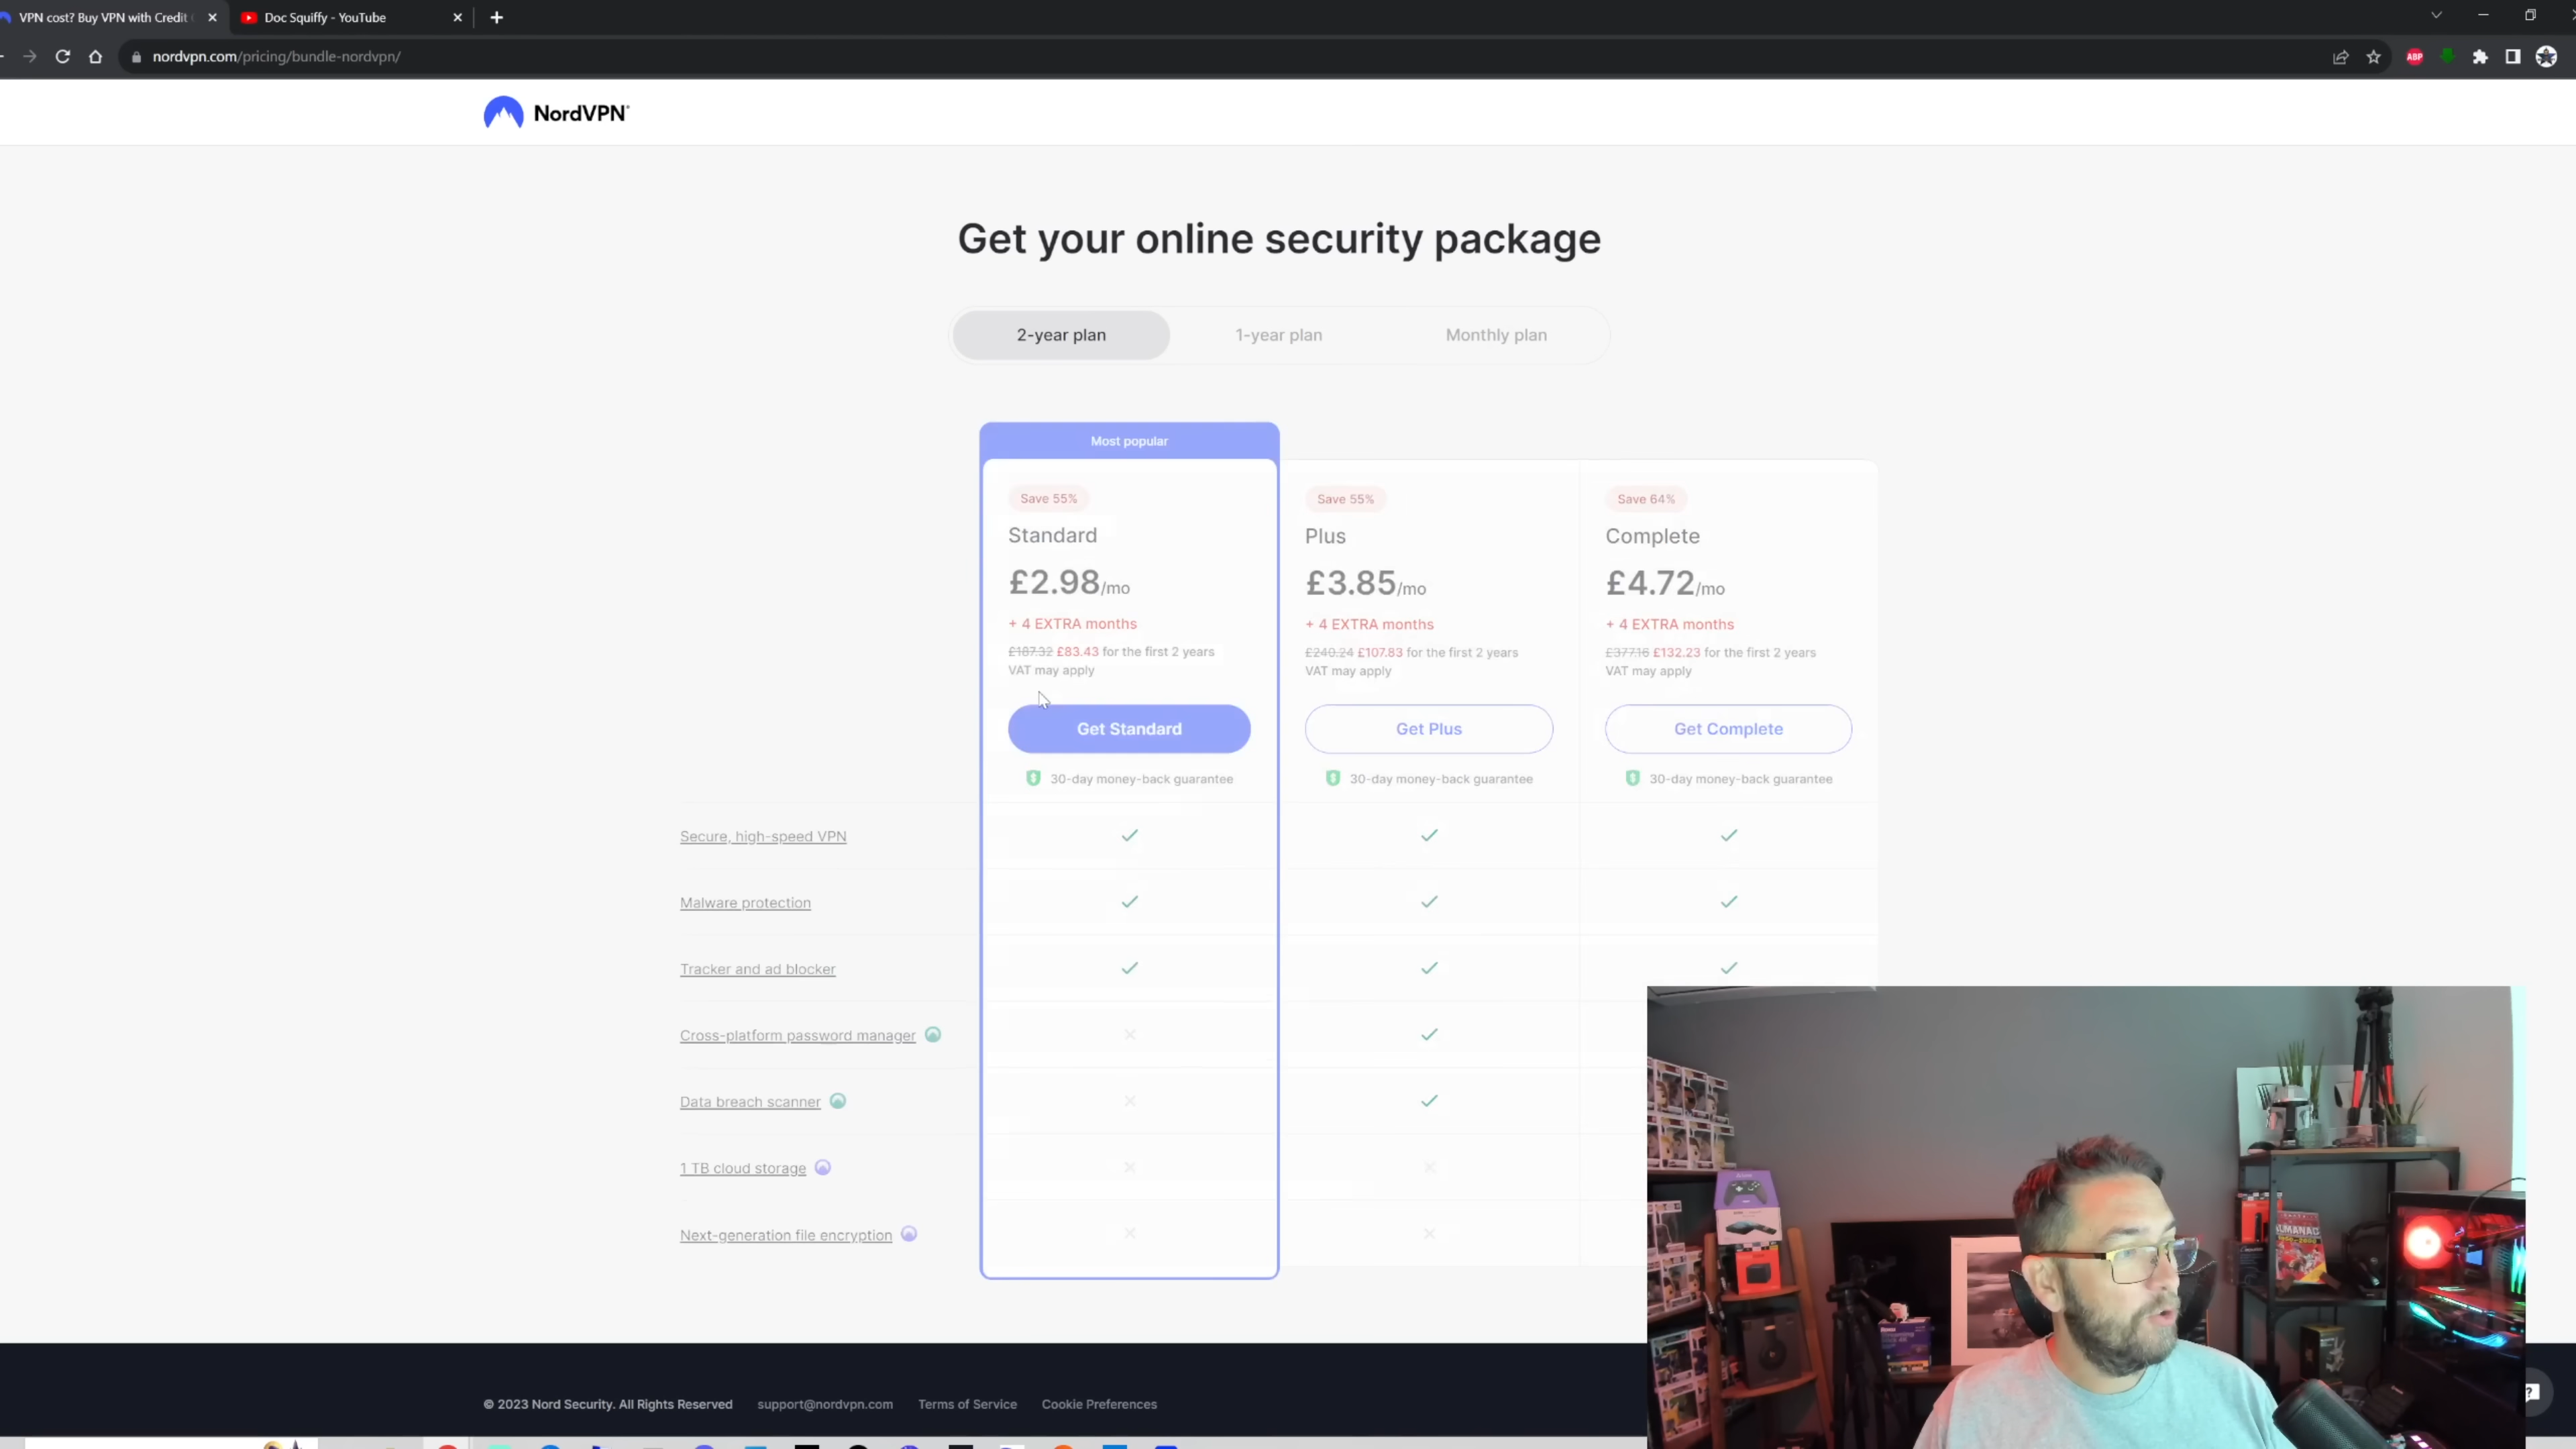 VPN cost? Buy VPN with Credit
Doc Squiffy - YouTube
nordvpn.com/pricing/bundle-nordvpn/
ABP
NordVPN®
Get your online security package
2-year plan
1-year plan
Monthly plan
Most popular
Save 55%
Standard
£2.98/mo
+ 4 EXTRA months
£187.32 £83.43 for the first 2 years
VAT may apply
Get Standard
30-day money-back guarantee
Save 55%
Plus
£3.85/mo
+ 4 EXTRA months
£240.24 £107.83 for the first 2 years
VAT may apply
Get Plus
30-day money-back guarantee
Save 64%
Complete
£4.72/mo
+ 4 EXTRA months
£377.16 £132.23 for the first 2 years
VAT may apply
Get Complete
30-day money-back guarantee
Secure, high-speed VPN
Malware protection
Tracker and ad blocker
Cross-platform password manager
Data breach scanner
1 TB cloud storage
Next-generation file encryption
ALMANAC
© 2023 Nord Security. All Rights Reserved
support@nordvpn.com
Terms of Service
Cookie Preferences